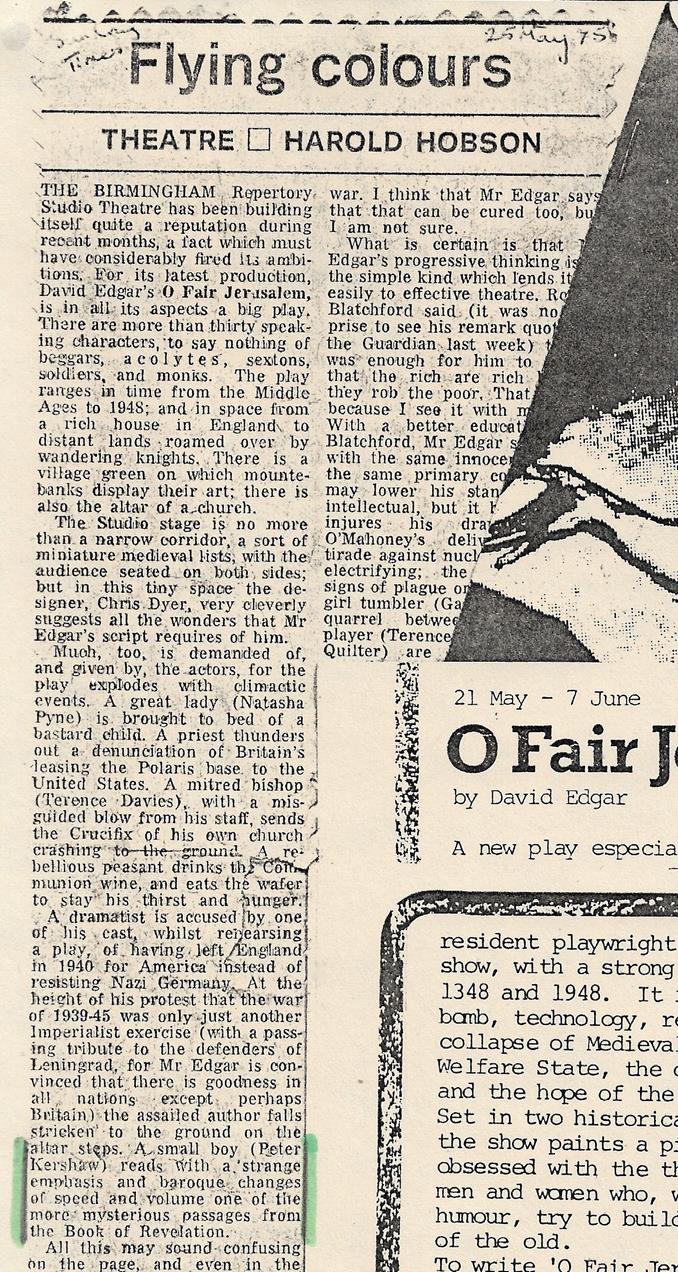 Sunday
Times
25 May 75
Flying colours
THEATRE □ HAROLD HOBSON
THE BIRMINGHAM Repertory
Studio Theatre has been building
itself quite a reputation during
recent months, a fact which must
have considerably fired its ambi-
tions. For its latest production,
David Edgar's O Fair Jerusalem,
is in all its aspects a big play.
There are more than thirty speak-
ing characters, to say nothing of
beggars, acolytes, sextons,
soldiers, and monks. The play
ranges in time from the Middle
Ages to 1948; and in space from
a rich house in England to
distant lands roamed over by
wandering knights. There is a
village green on which mounte-
banks display their art; there is
also the altar of a church.
The Studio stage is no more
than a narrow corridor, a sort of
miniature medieval lists, with the
audience seated on both sides;
but in this tiny space the de-
signer, Chris Dyer, very cleverly
suggests all the wonders that Mr
Edgar's script requires of him.
Much, too, is demanded of,
and given by, the actors, for the
play explodes with climactic
events. A great lady (Natasha
Pyne) is brought to bed of a
bastard child. A priest thunders
out a denunciation of Britain's
leasing the Polaris base to the
United States. A mitred bishop
(Terence Davies), with a mis-
guided blow from his staff, sends
the Crucifix of his own church
crashing to the ground. A re-
bellious peasant drinks the Com-
munion wine, and eats the wafer
to stay his thirst and hunger.
A dramatist is accused by one
of his cast, whilst rehearsing
a play, of having left England
in 1940 for America instead of
resisting Nazi Germany. At the
height of his protest that the war
of 1939-45 was only just another
Imperialist exercise (with a pass-
ing tribute to the defenders of
Leningrad, for Mr Edgar is con-
vinced that there is goodness in
all nations except perhaps
Britain) the assailed author falls
stricken to the ground on the
altar steps. A small boy (Peter
Kershaw) reads with a strange
emphasis and baroque changes
of speed and volume one of the
more mysterious passages from
the Book of Revelation.
All this may sound confusing
on the page, and even in the
war. I think that Mr Edgar says
that that can be cured too, bu
I am not sure.
What is certain is that
Edgar's progressive thinking is
the simple kind which lends it
easily to effective theatre. Ro
Blatchford said (it was no
prise to see his remark quot
the Guardian last week) t
was enough for him to
that the rich are rich
they rob the poor. That
because I see it with m
With a better educat
Blatchford, Mr Edgar s
with the same innoce
the same primary co
may lower his stan
intellectual, but it h
injures his dra
O'Mahoney's deliv
tirade against nucl
electrifying; the
signs of plague on
girl tumbler (Ga
quarrel betwee
player (Terence
Quilter) are
21 May - 7 June
O Fair Je
by David Edgar
A new play especia
resident playwright
show, with a strong
1348 and 1948. It i
bomb, technology, re
collapse of Medieval
Welfare State, the c
and the hope of the
Set in two historica
the show paints a pi
obsessed with the th
men and women who, w
humour, try to build
of the old.
To write 'O Fair Jer